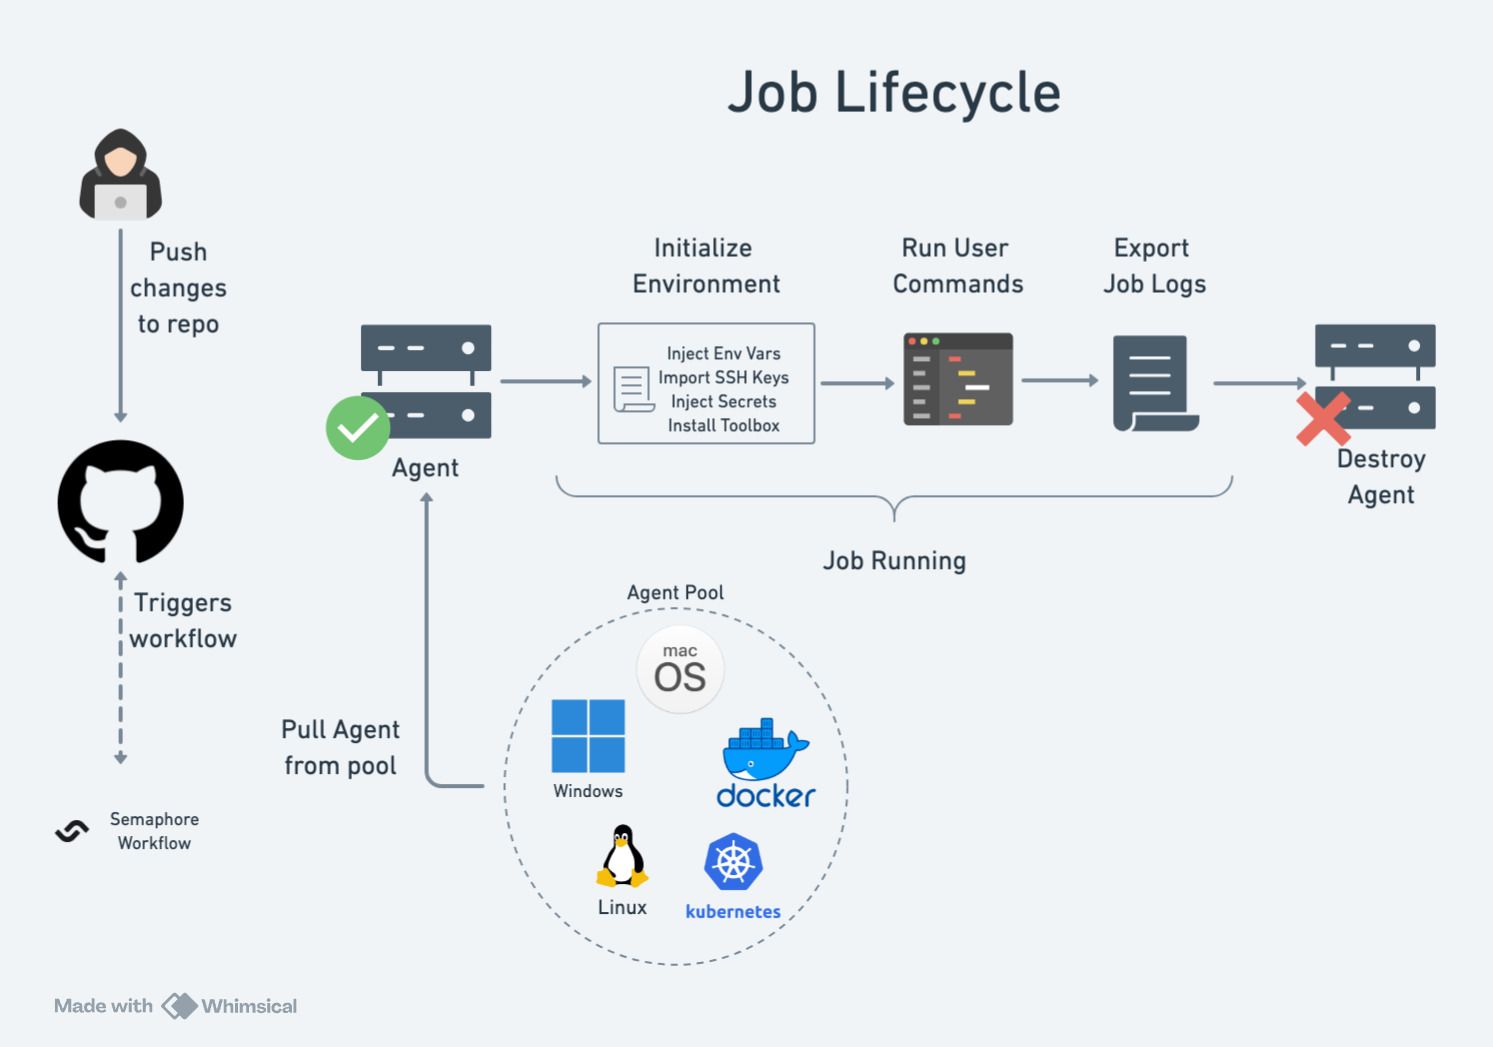 Job Lifecycle
Push
changes
to repo
Triggers
workflow
Semaphore
Workflow
Pull Agent
from pool
Agent
Initialize
Environment
Inject Env Vars
Import SSH Keys
Inject Secrets
Install Toolbox
Run User
Commands
Export
Job Logs
Destroy
Agent
Job Running
Agent Pool
mac
OS
Windows
docker
Linux
kubernetes
Made with Whimsical